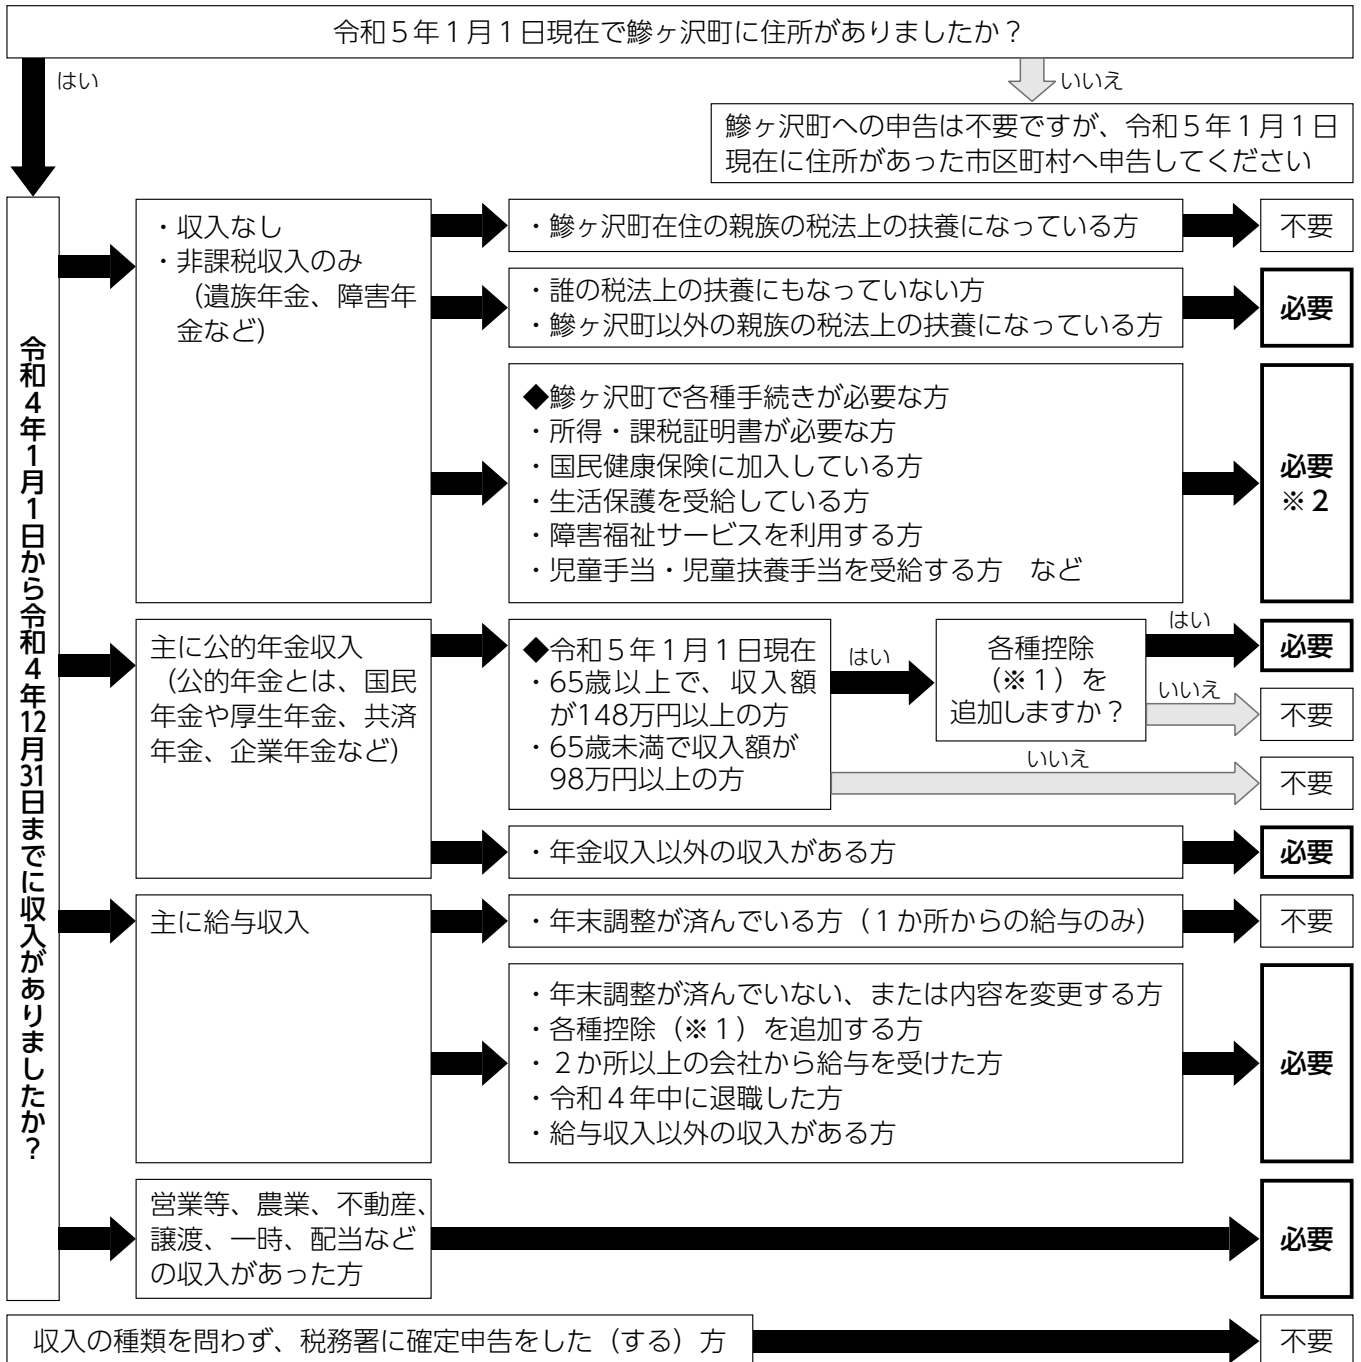 令和５年１月１日現在で鰺ヶ沢町に住所がありましたか？
はい
いいえ
鰺ヶ沢町への申告は不要ですが、令和５年１月１日
現在に住所があった市区町村へ申告してください
令和４年１月１日から令和４年12月31日までに収入がありましたか？
・収入なし
・非課税収入のみ
（遺族年金、障害年
金など）
・鰺ヶ沢町在住の親族の税法上の扶養になっている方
不要
・誰の税法上の扶養にもなっていない方
・鰺ヶ沢町以外の親族の税法上の扶養になっている方
必要
◆鰺ヶ沢町で各種手続きが必要な方
・所得・課税証明書が必要な方
・国民健康保険に加入している方
・生活保護を受給している方
・障害福祉サービスを利用する方
・児童手当・児童扶養手当を受給する方　など
必要
※２
主に公的年金収入
（公的年金とは、国民
年金や厚生年金、共済
年金、企業年金など）
◆令和５年１月１日現在
・65歳以上で、収入額
が148万円以上の方
・65歳未満で収入額が
98万円以上の方
はい
各種控除
（※１）を
追加しますか？
はい
必要
いいえ
不要
いいえ
不要
・年金収入以外の収入がある方
必要
主に給与収入
・年末調整が済んでいる方（１か所からの給与のみ）
不要
・年末調整が済んでいない、または内容を変更する方
・各種控除（※１）を追加する方
・２か所以上の会社から給与を受けた方
・令和４年中に退職した方
・給与収入以外の収入がある方
必要
営業等、農業、不動産、
譲渡、一時、配当など
の収入があった方
必要
収入の種類を問わず、税務署に確定申告をした（する）方
不要